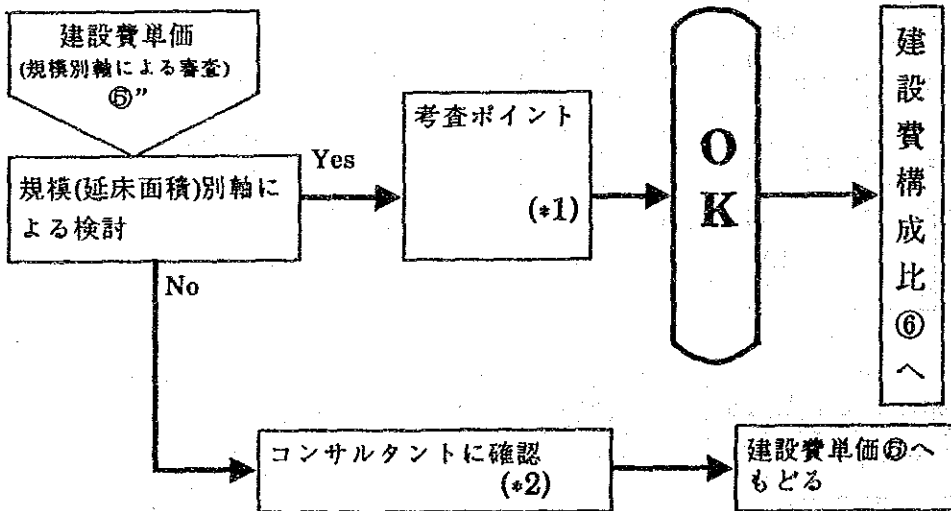 建設費単価
(規模別軸による審査)
⑤”
規模(延床面積)別軸に
よる検討
Yes
考査ポイント
(*1)
OK
建設費構成比⑥へ
No
コンサルタントに確認
(*2)
建設費単価⑤へ
もどる